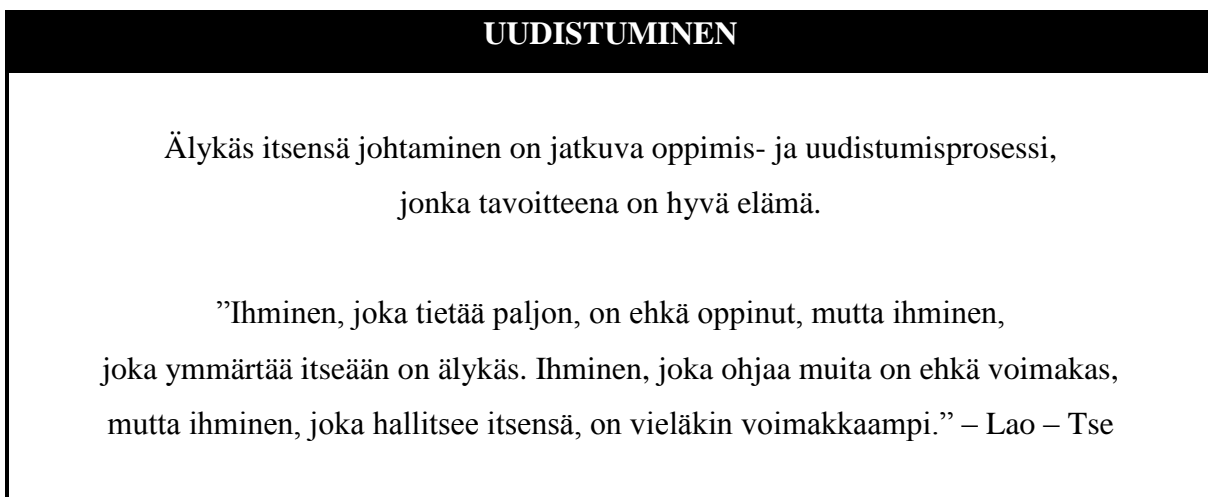 UUDISTUMINEN
Älykäs itsensä johtaminen on jatkuva oppimis- ja uudistumisprosessi,
jonka tavoitteena on hyvä elämä.
”Ihminen, joka tietää paljon, on ehkä oppinut, mutta ihminen,
joka ymmärtää itseään on älykäs. Ihminen, joka ohjaa muita on ehkä voimakas,
mutta ihminen, joka hallitsee itsensä, on vieläkin voimakkaampi.” – Lao – Tse